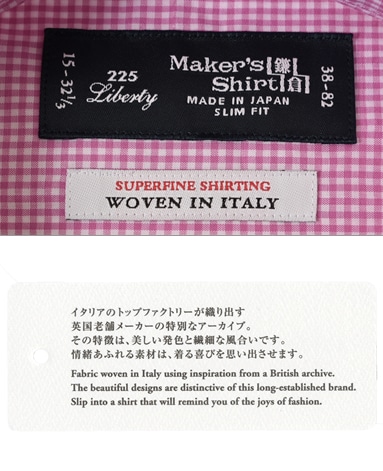 15 - 32 1/3
225
Liberty
Maker's
Shirt 鎌倉
MADE IN JAPAN
SLIM FIT
38 - 82
SUPERFINE SHIRTING
WOVEN IN ITALY
イタリアのトップファクトリーが織り出す
英国老舗メーカーの特別なアーカイブ。
その特徴は、美しい発色と繊細な風合いです。
情緒あふれる素材は、着る喜びを思い出させます。
Fabric woven in Italy using inspiration from a British archive.
The beautiful designs are distinctive of this long-established brand.
Slip into a shirt that will remind you of the joys of fashion.